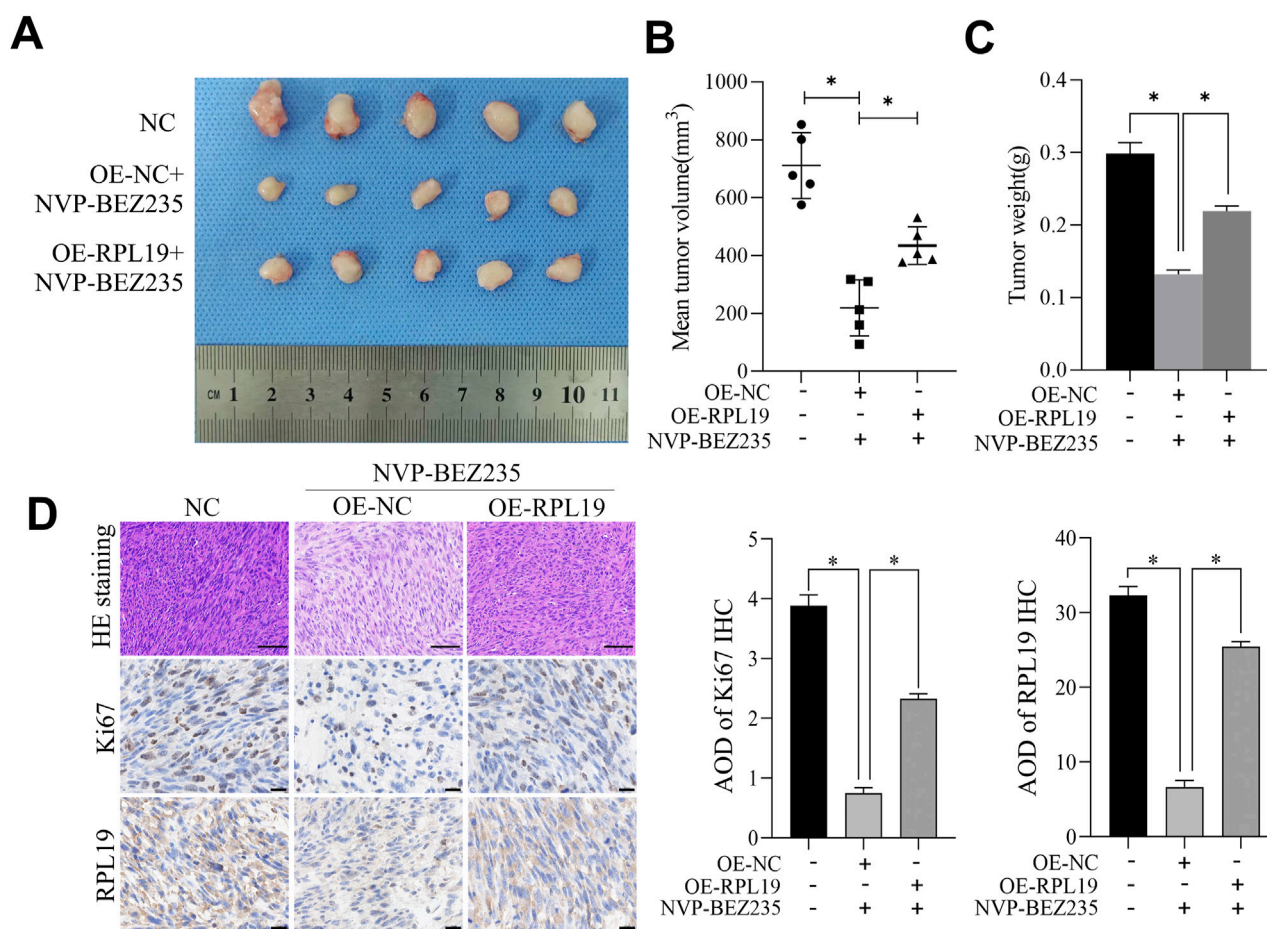 A
NC
OE-NC+
NVP-BEZ235
OE-RPL19+
NVP-BEZ235
CM 1 2 3 4 5 6 7 8 9 10 11
B
Mean tumor volume(mm³)
1000
800
600
400
200
0
*
*
OE-NC - +
OE-RPL19 - +
NVP-BEZ235 - + +
C
Tumor weight(g)
0.4
0.3
0.2
0.1
0.0
*
*
OE-NC - +
OE-RPL19 - +
NVP-BEZ235 - + +
D
NVP-BEZ235
NC OE-NC OE-RPL19
HE staining
Ki67
RPL19
AOD of Ki67 IHC
5
4
3
2
1
0
*
*
OE-NC - +
OE-RPL19 - +
NVP-BEZ235 - + +
AOD of RPL19 IHC
40
30
20
10
0
*
*
OE-NC - +
OE-RPL19 - +
NVP-BEZ235 - + +